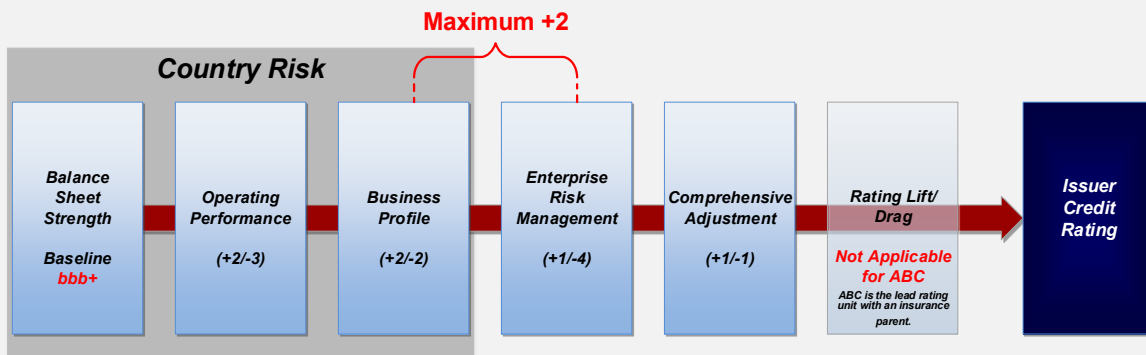 Maximum +2
Country Risk
Balance
Sheet
Strength
Baseline
bbb+
Operating
Performance
(+2/-3)
Business
Profile
(+2/-2)
Enterprise
Risk
Management
(+1/-4)
Comprehensive
Adjustment
(+1/-1)
Rating Lift/
Drag
Not Applicable
for ABC
ABC is the lead rating
unit with an insurance
parent.
Issuer
Credit
Rating